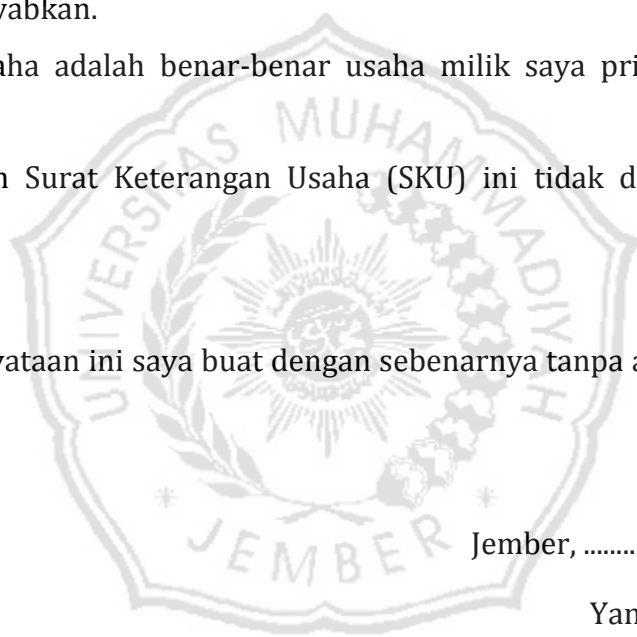 yabkan.
aha adalah benar-benar usaha milik saya pri
n Surat Keterangan Usaha (SKU) ini tidak d
yataan ini saya buat dengan sebenarnya tanpa a
Jember, .........
Yan
UNIVERSITAS MUHAMMADIYAH
JEMBER